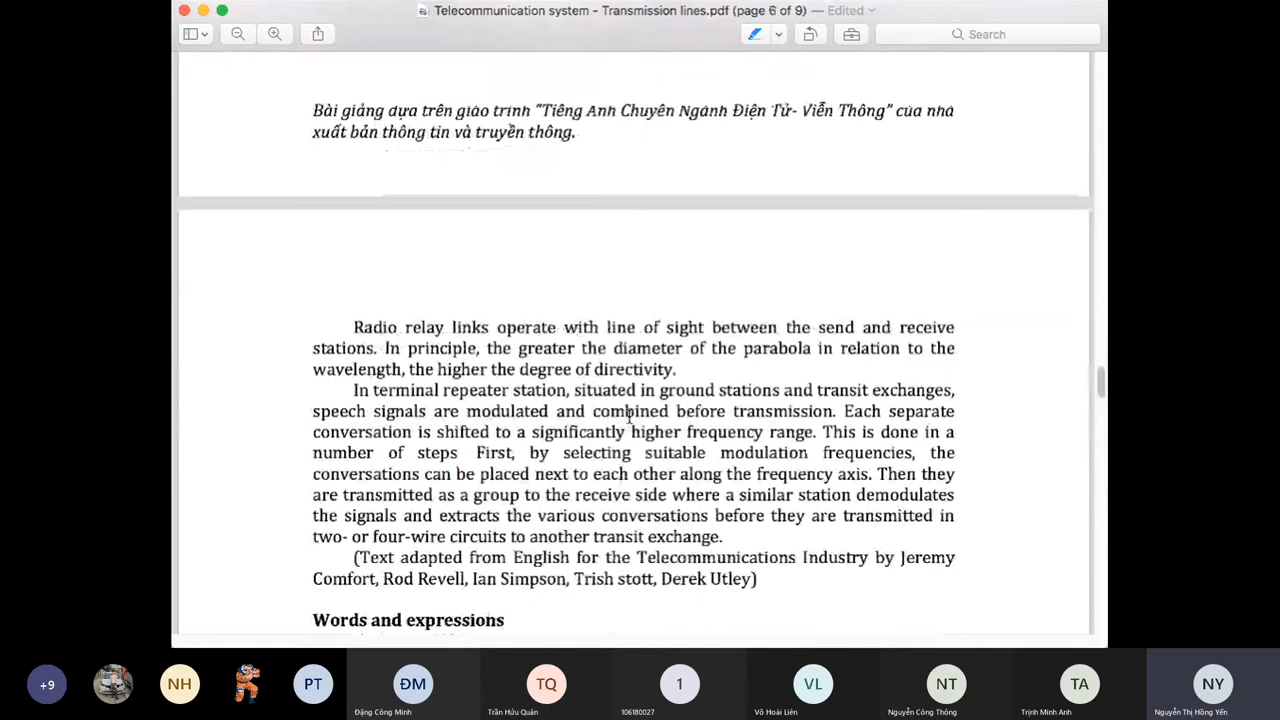 Telecommunication system - Transmission lines.pdf (page 6 of 9) — Edited
Search
Bài giảng dựa trên giáo trình "Tiếng Anh Chuyên Ngành Điện Tử- Viễn Thông" của nhà
xuất bản thông tin và truyền thông.
Radio relay links operate with line of sight between the send and receive
stations. In principle, the greater the diameter of the parabola in relation to the
wavelength, the higher the degree of directivity.
In terminal repeater station, situated in ground stations and transit exchanges,
speech signals are modulated and combined before transmission. Each separate
conversation is shifted to a significantly higher frequency range. This is done in a
number of steps First, by selecting suitable modulation frequencies, the
conversations can be placed next to each other along the frequency axis. Then they
are transmitted as a group to the receive side where a similar station demodulates
the signals and extracts the various conversations before they are transmitted in
two- or four-wire circuits to another transit exchange.
(Text adapted from English for the Telecommunications Industry by Jeremy
Comfort, Rod Revell, Ian Simpson, Trish stott, Derek Utley)
Words and expressions
+9 NH PT ĐM TQ 1 VL NT TA NY
Đặng Công Minh Trần Hữu Quân 106180027 Võ Hoài Liên Nguyễn Công Thông Trịnh Minh Anh Nguyễn Thị Hồng Yến